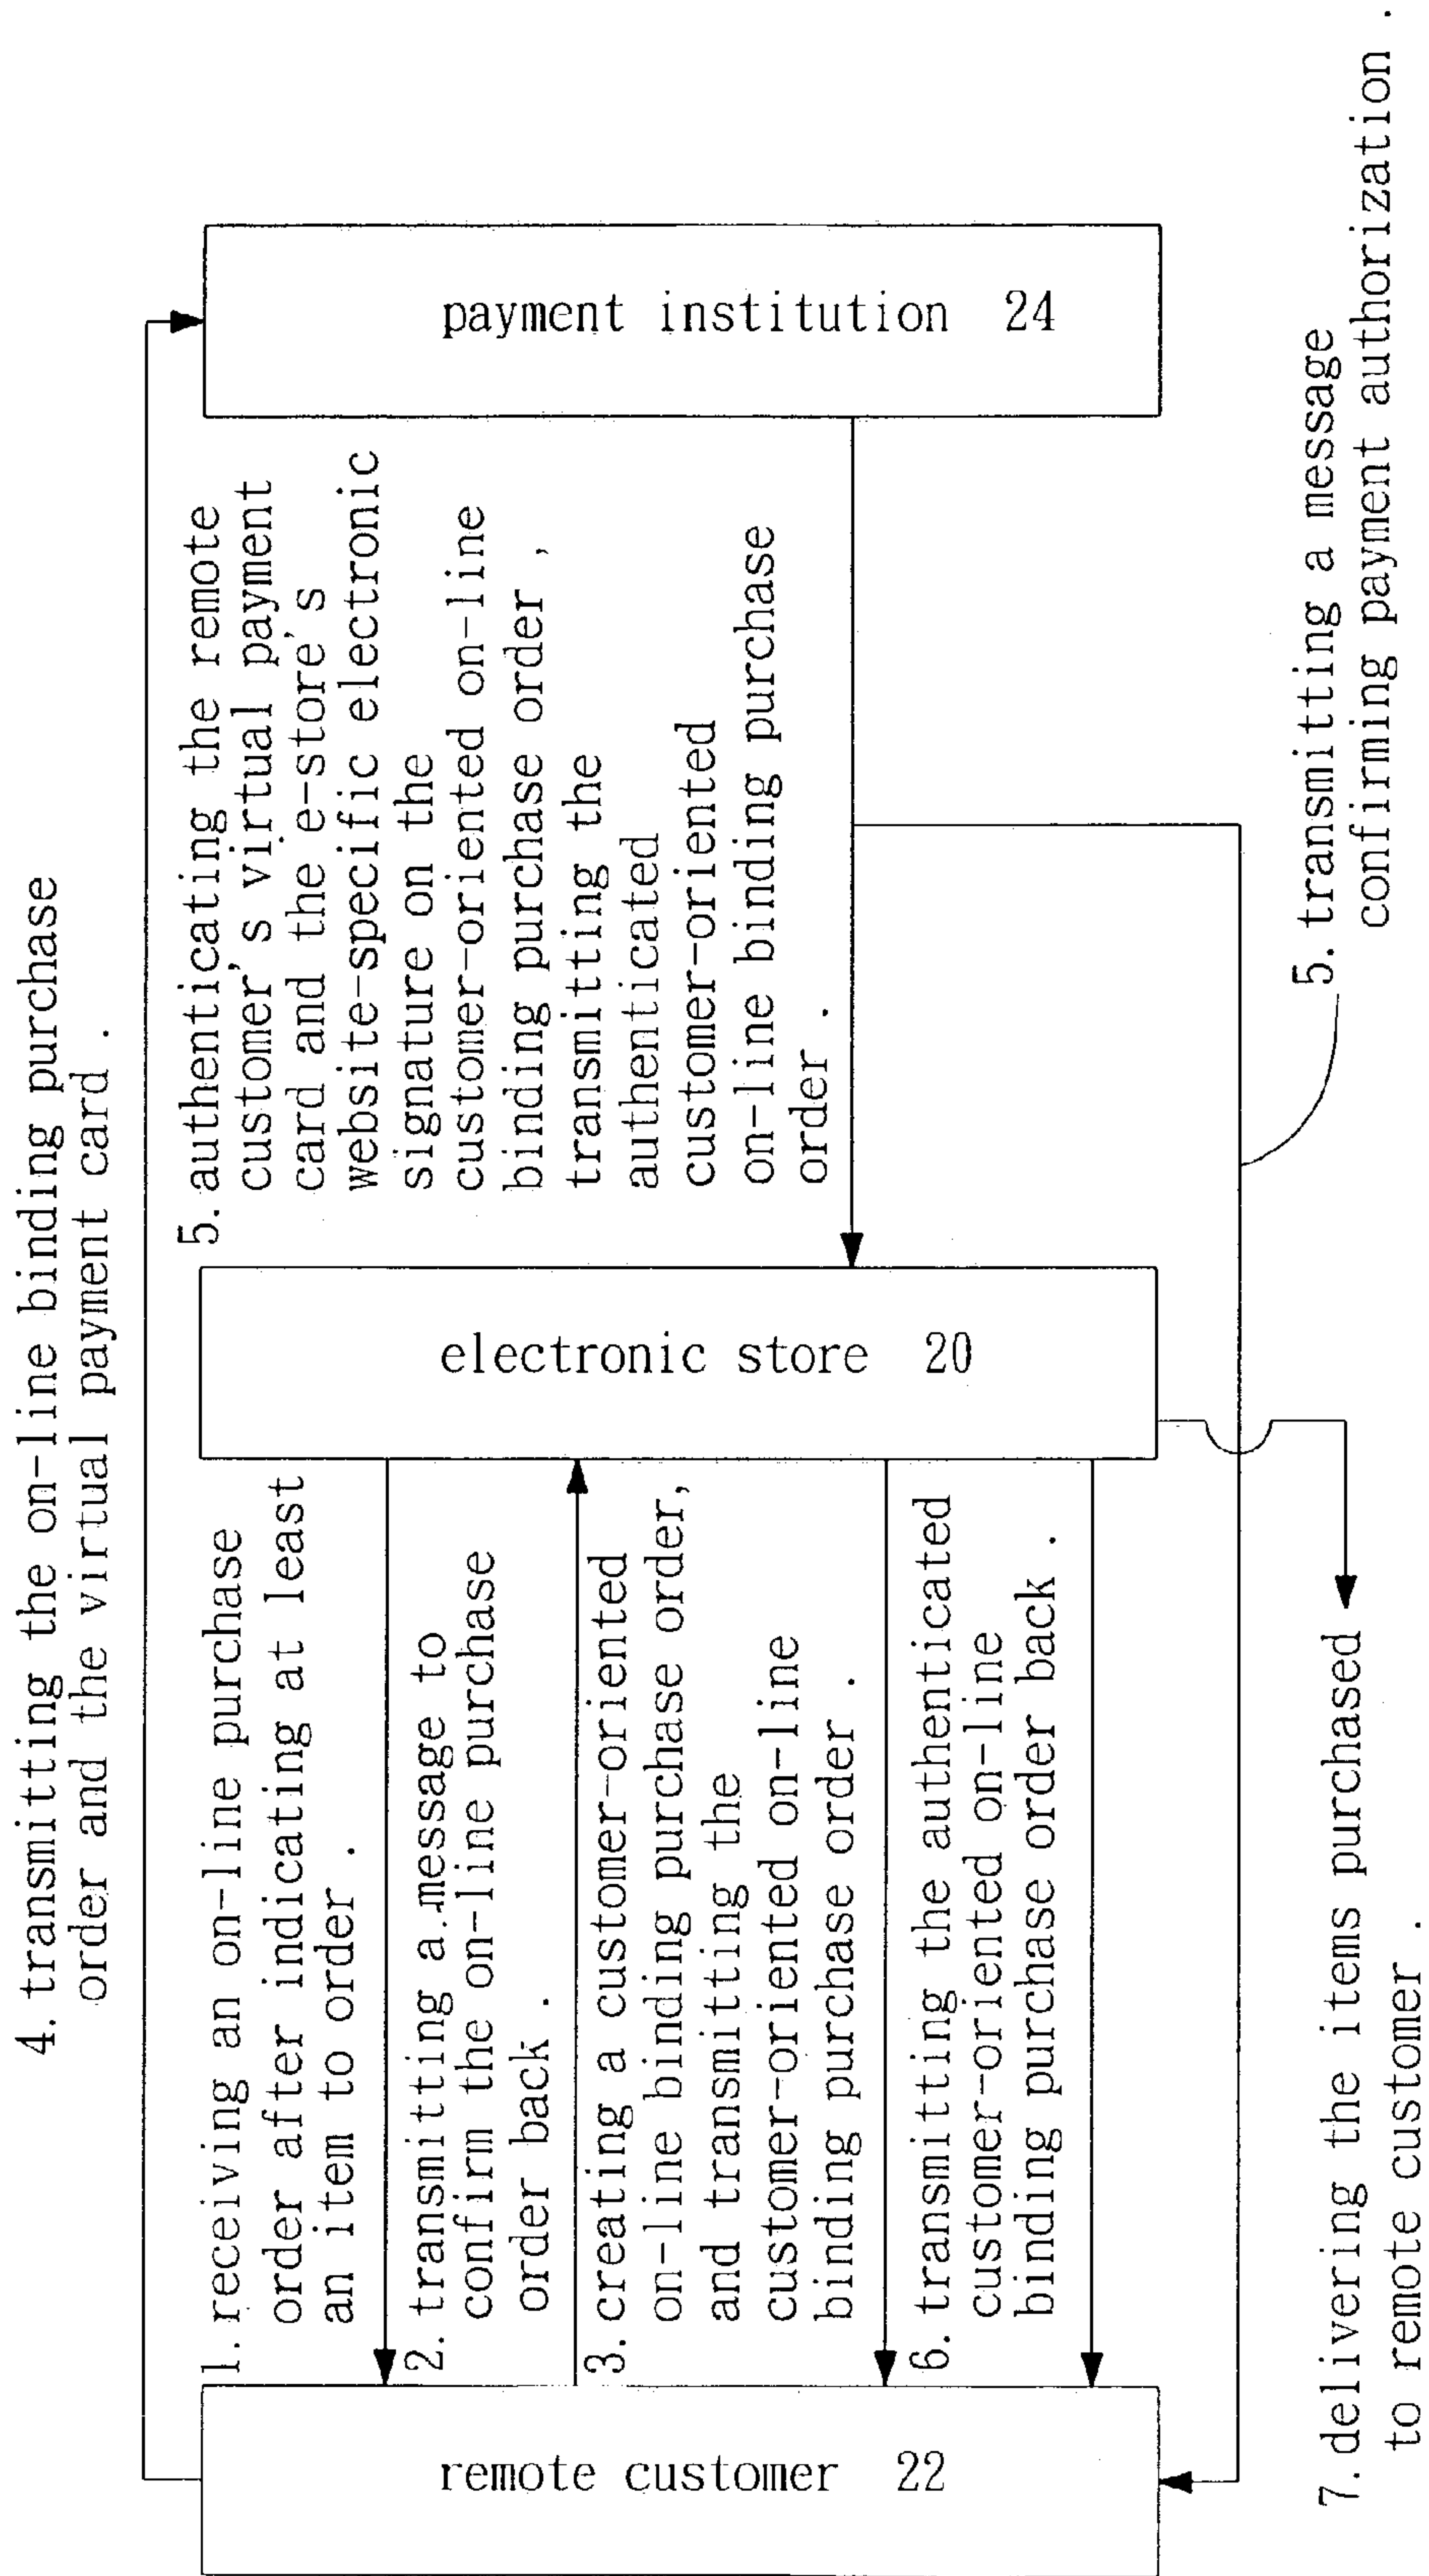 4. transmitting the on-line binding purchase
order and the virtual payment card .
remote customer 22
1. receiving an on-line purchase
order after indicating at least
an item to order .
2. transmitting a message to
confirm the on-line purchase
order back .
3. creating a customer-oriented
on-line binding purchase order,
and transmitting the
customer-oriented on-line
binding purchase order .
6. transmitting the authenticated
customer-oriented on-line
binding purchase order back .
electronic store 20
5. authenticating the remote
customer's virtual payment
card and the e-store's
website-specific electronic
signature on the
customer-oriented on-line
binding purchase order ,
transmitting the
authenticated
customer-oriented
on-line binding purchase
order .
payment institution 24
7. delivering the items purchased
to remote customer .
5. transmitting a message
confirming payment authorization .